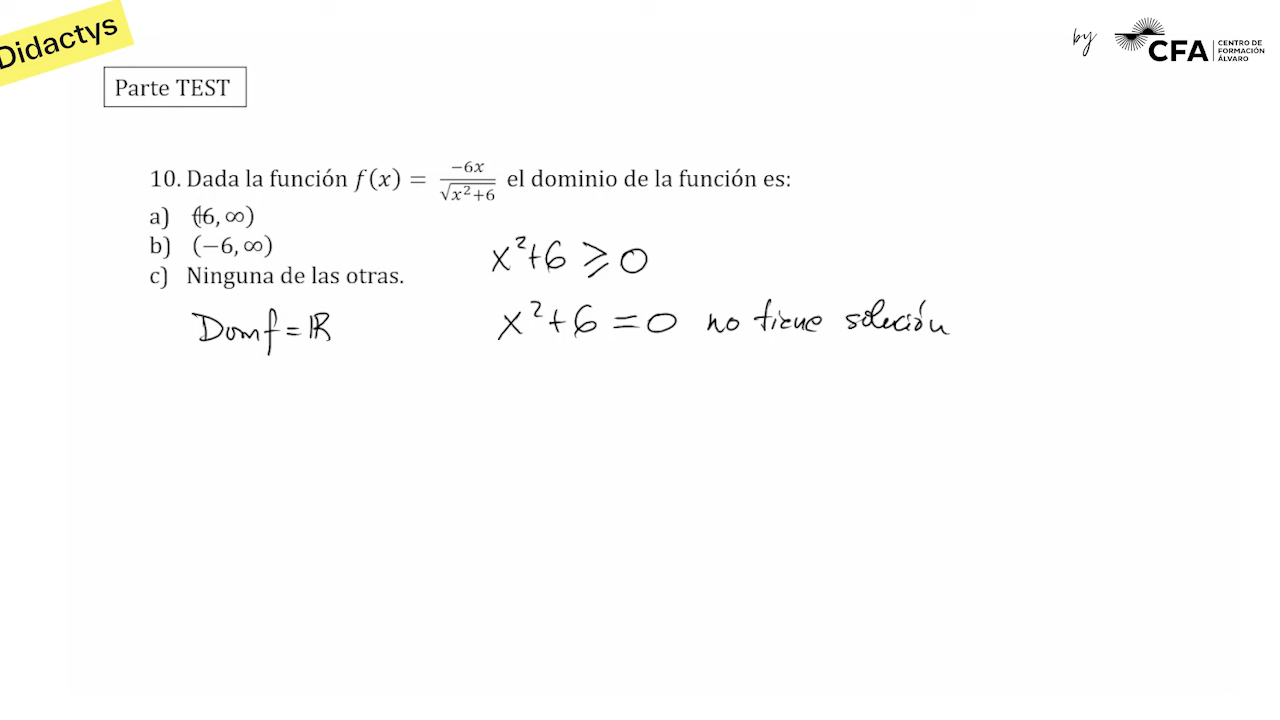 Didactys
by CFA CENTRO DE FORMACIÓN ÁLVARO
Parte TEST
10. Dada la función f(x) = −6x/√(x²+6) el dominio de la función es:
a) (+6, ∞)
b) (−6, ∞)
c) Ninguna de las otras.
x²+6 ⩾ 0
Domf = ℝ
x²+6 = 0 no tiene solución